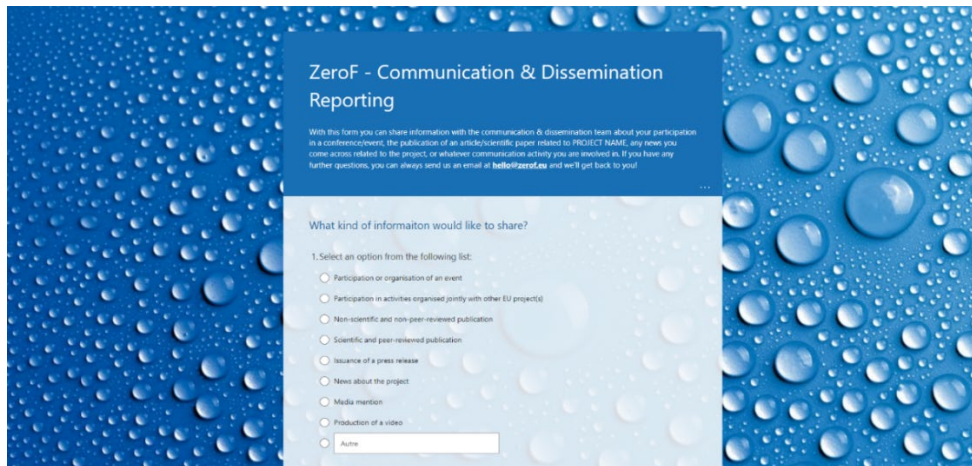 ZeroF - Communication & Dissemination
Reporting
With this form you can share information with the communication & dissemination team about your participation
in a conference/event, the publication of an article/scientific paper related to PROJECT NAME, any news you
come across related to the project, or whatever communication activity you are involved in. If you have any
further questions, you can always send us an email at hello@zerof.eu and we'll get back to you!
...
What kind of informaiton would like to share?
1. Select an option from the following list:
Participation or organisation of an event
Participation in activities organised jointly with other EU project(s)
Non-scientific and non-peer-reviewed publication
Scientific and peer-reviewed publication
Issuance of a press release
News about the project
Media mention
Production of a video
Autre